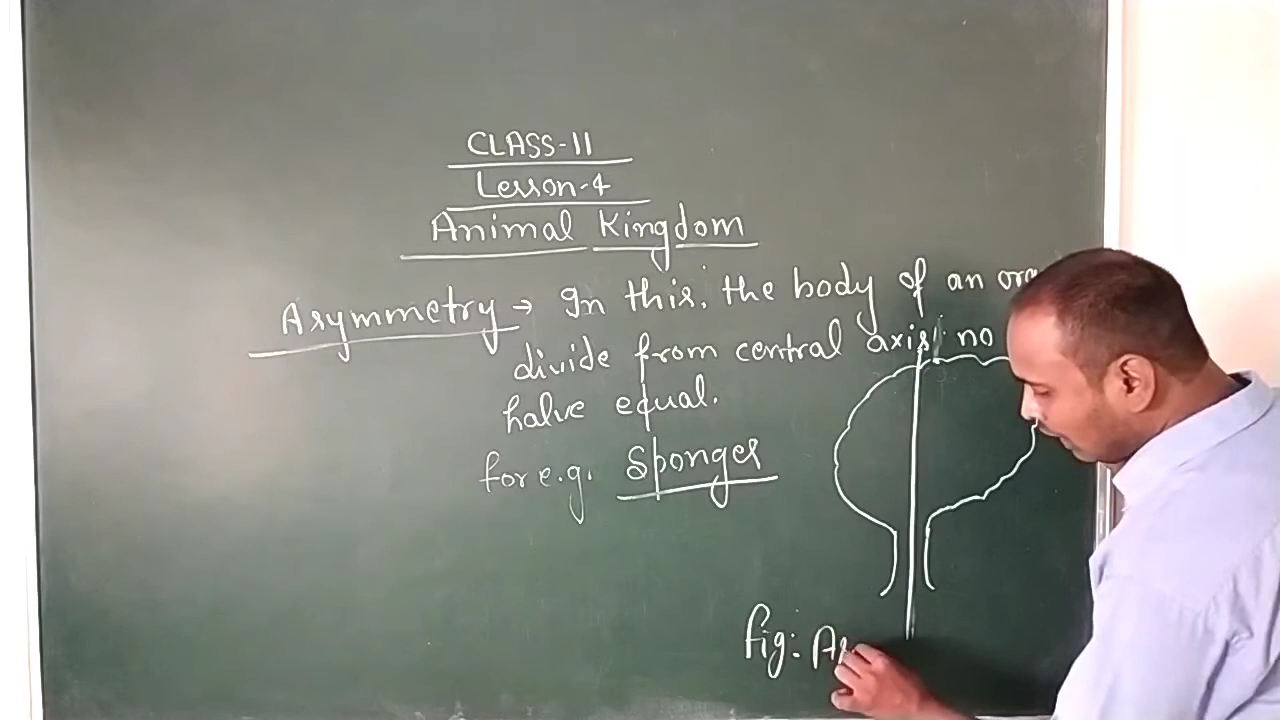 CLASS-11
Lesson-4
Animal Kingdom
Asymmetry → In this, the body of an
divide from central axis, no
halve equal.
for e.g. Sponges
fig: